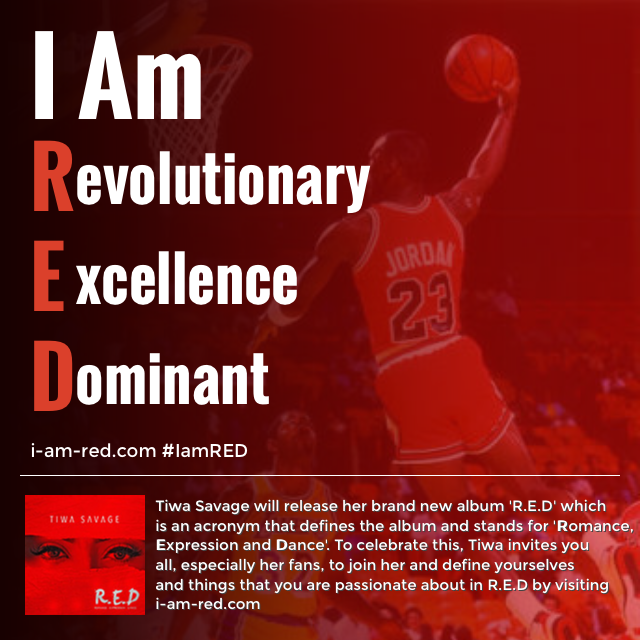 I Am
Revolutionary
Excellence
Dominant
JORDAN
23
i-am-red.com #IamRED
TIWA SAVAGE
R.E.D
Tiwa Savage will release her brand new album 'R.E.D' which
is an acronym that defines the album and stands for 'Romance,
Expression and Dance'. To celebrate this, Tiwa invites you
all, especially her fans, to join her and define yourselves
and things that you are passionate about in R.E.D by visiting
i-am-red.com